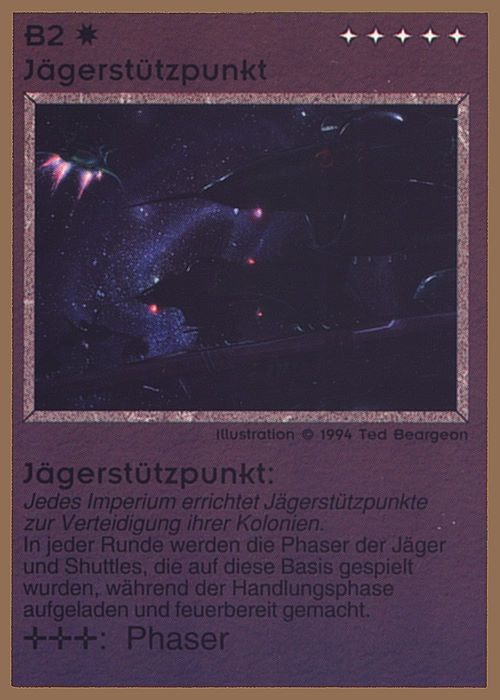 B2
Jägerstützpunkt
Illustration © 1994 Ted Beargeon
Jägerstützpunkt:
Jedes Imperium errichtet Jägerstützpunkte
zur Verteidigung ihrer Kolonien.
In jeder Runde werden die Phaser der Jäger
und Shuttles, die auf diese Basis gespielt
wurden, während der Handlungsphase
aufgeladen und feuerbereit gemacht.
✛✛✛: Phaser